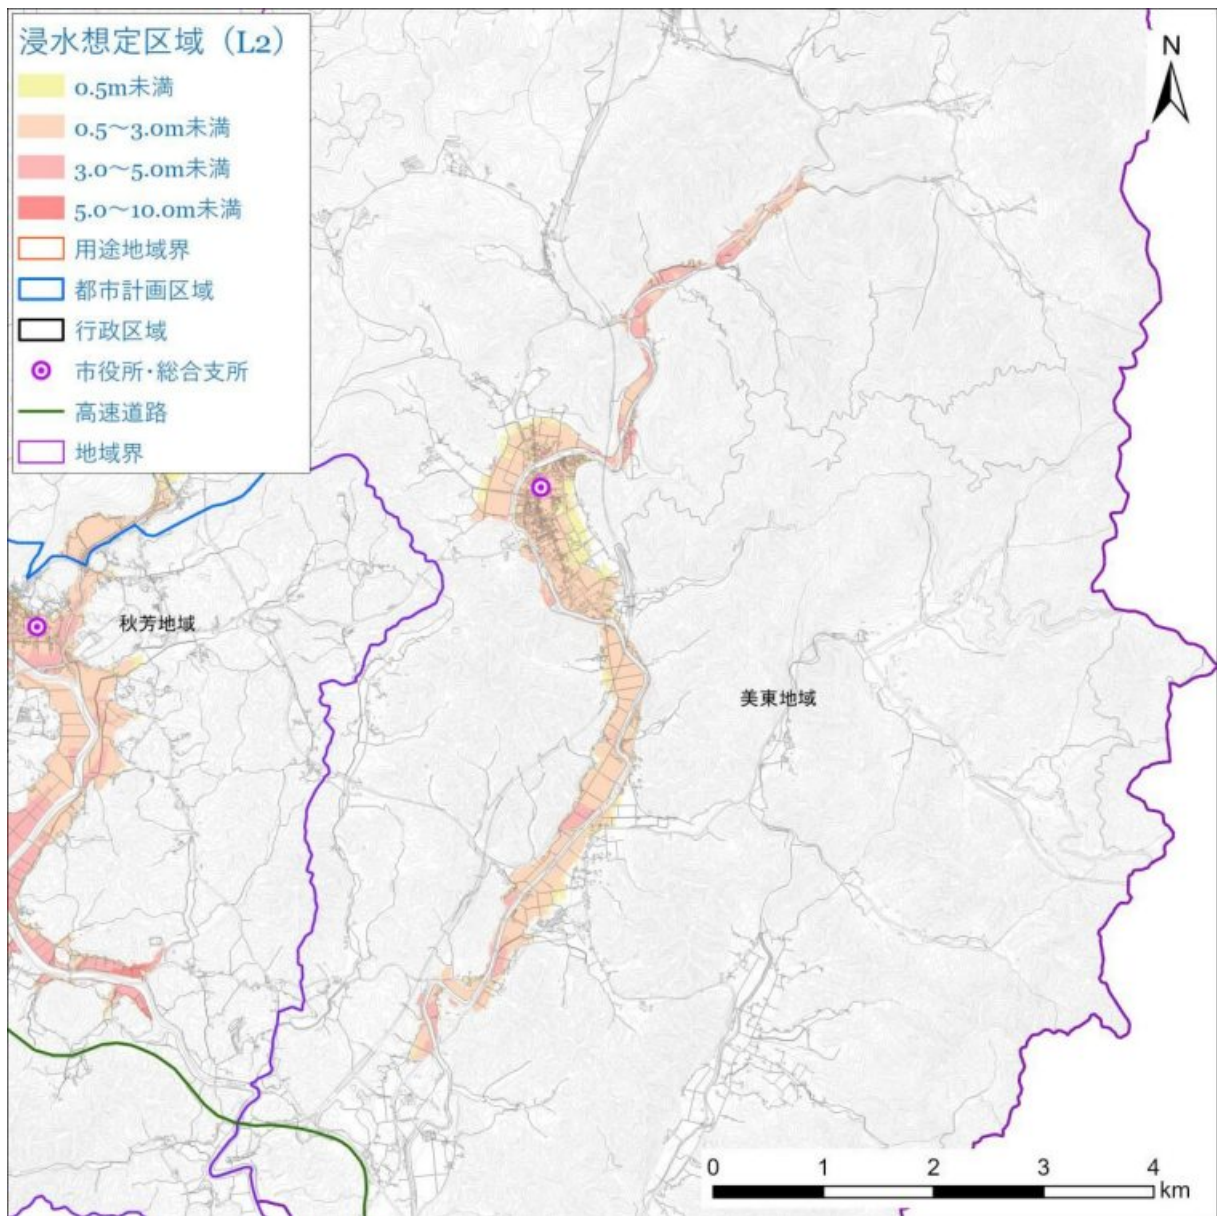 浸水想定区域（L2）
0.5m未満
0.5～3.0m未満
3.0～5.0m未満
5.0～10.0m未満
用途地域界
都市計画区域
行政区域
市役所・総合支所
高速道路
地域界
N
秋芳地域
美東地域
0 1 2 3 4
km